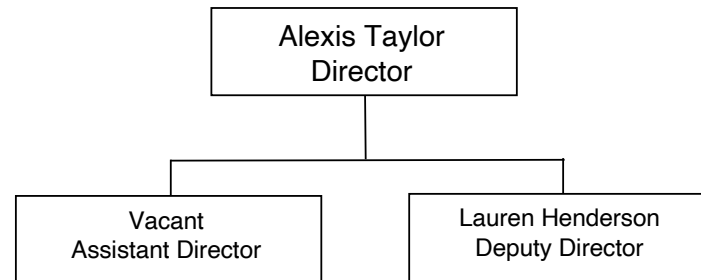 Alexis Taylor
Director
Vacant
Assistant Director
Lauren Henderson
Deputy Director